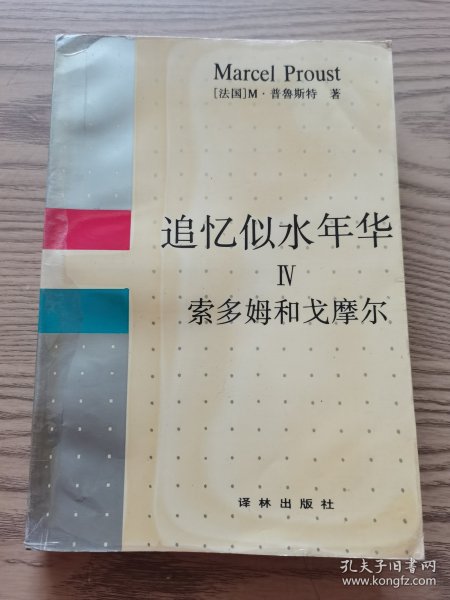 Marcel Proust
[法国]M·普鲁斯特 著
追忆似水年华
Ⅳ
索多姆和戈摩尔
译林出版社
孔夫子旧书网
www.kongfz.com